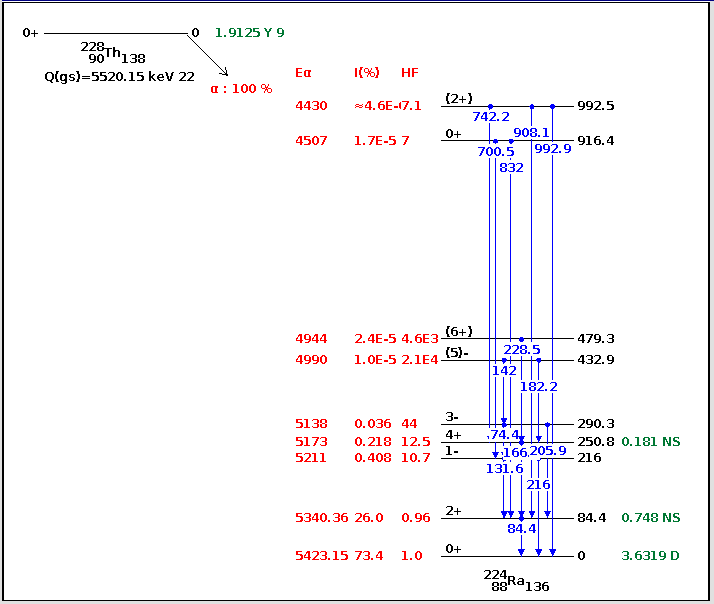 0+ 0 1.9125 Y 9
228
90Th138
Q(gs)=5520.15 keV 22
α : 100 %
Eα I(%) HF
4430 ≈4.6E-6 7.1 (2+) 992.5
742.2
908.1
4507 1.7E-5 7 0+ 916.4
700.5 992.9
832
4944 2.4E-5 4.6E3 (6+) 479.3
228.5
4990 1.0E-5 2.1E4 (5)- 432.9
142
182.2
5138 0.036 44 3- 290.3
74.4
5173 0.218 12.5 4+ 250.8 0.181 NS
166 205.9
5211 0.408 10.7 1- 216
131.6
216
5340.36 26.0 0.96 2+ 84.4 0.748 NS
84.4
5423.15 73.4 1.0 0+ 0 3.6319 D
224
88Ra136